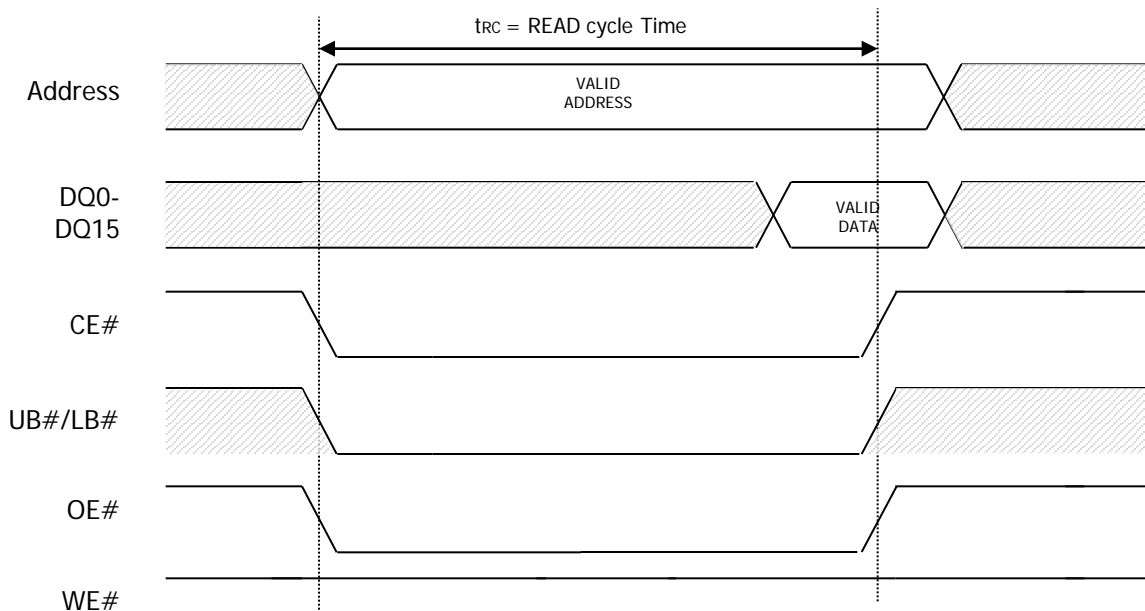 tRC = READ cycle Time
Address
VALID
ADDRESS
DQ0-
DQ15
VALID
DATA
CE#
UB#/LB#
OE#
WE#